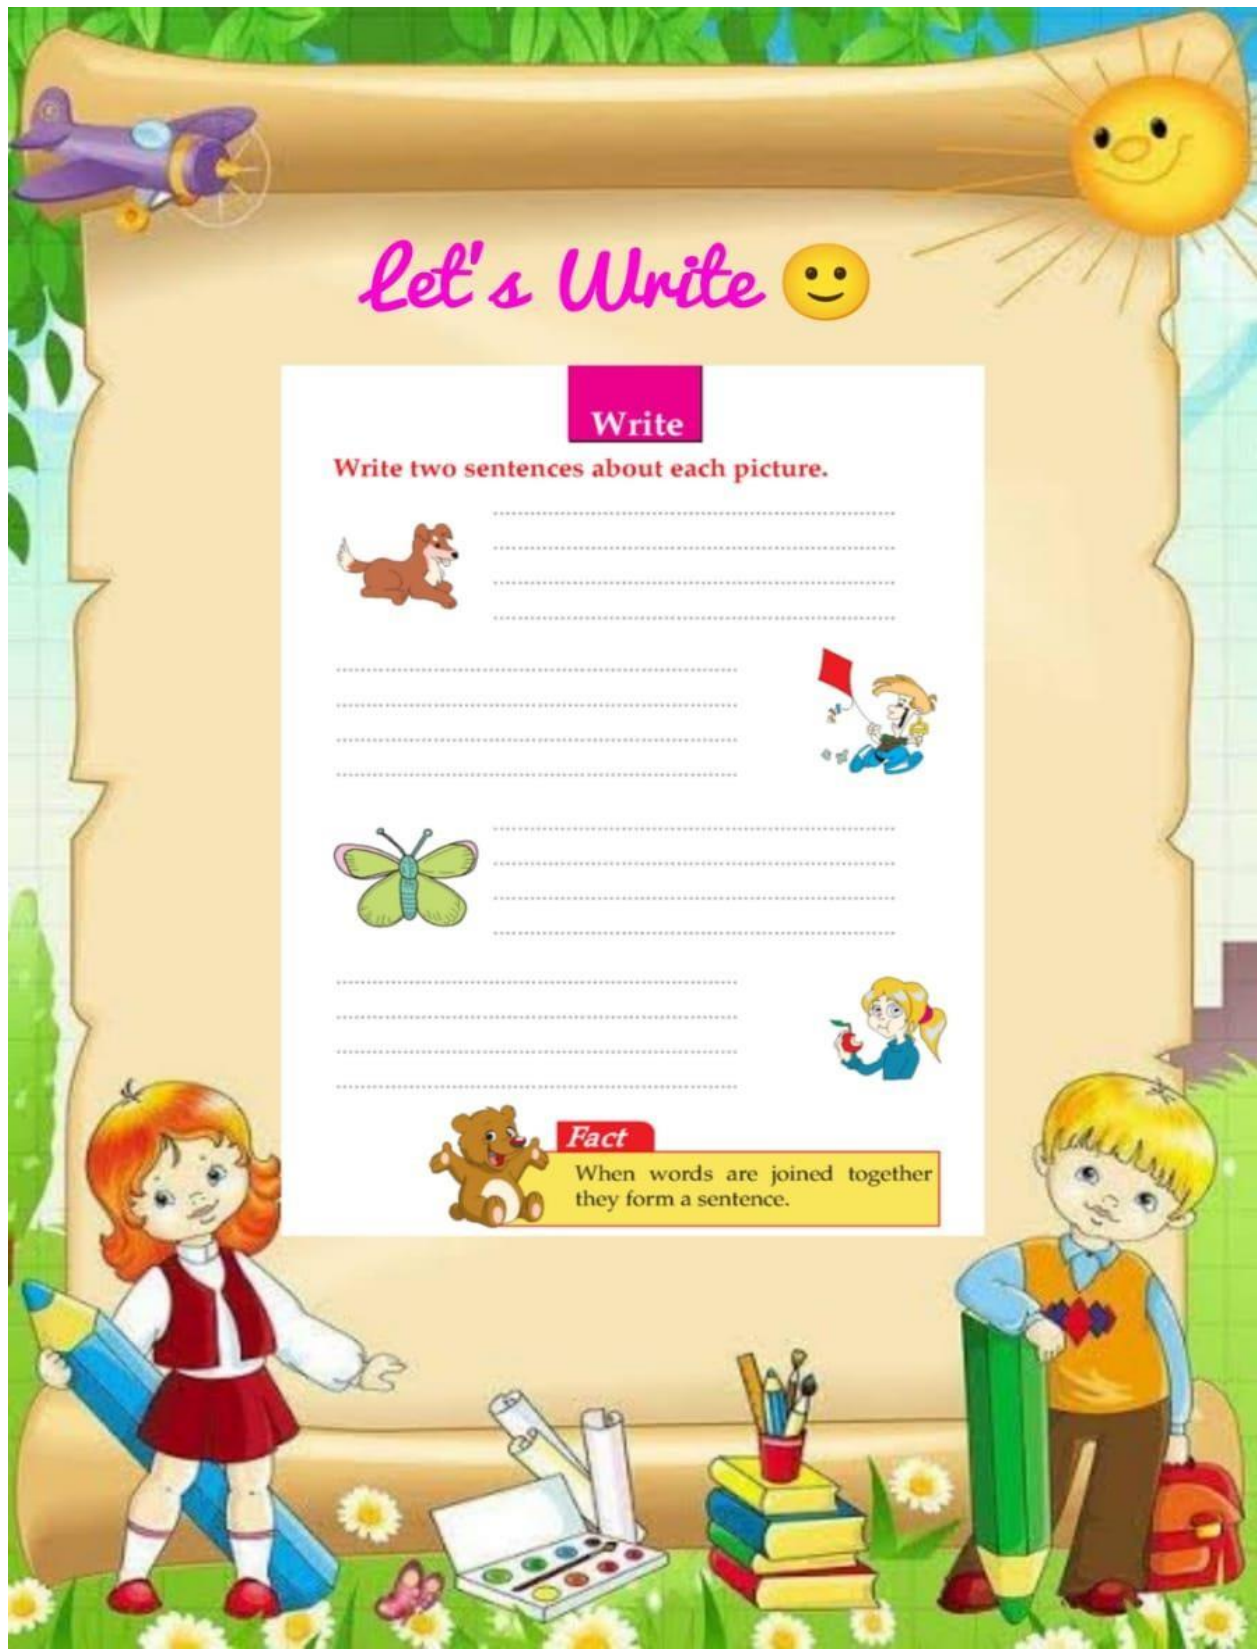 Let's Write
Write
Write two sentences about each picture.
Fact
When words are joined together
they form a sentence.